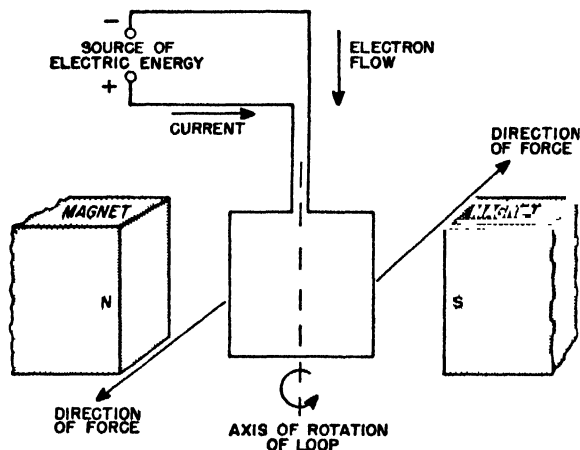 −
SOURCE OF
ELECTRIC ENERGY
+
CURRENT
ELECTRON
FLOW
DIRECTION
OF FORCE
MAGNET
MAGNET
N
S
DIRECTION
OF FORCE
AXIS OF ROTATION
OF LOOP